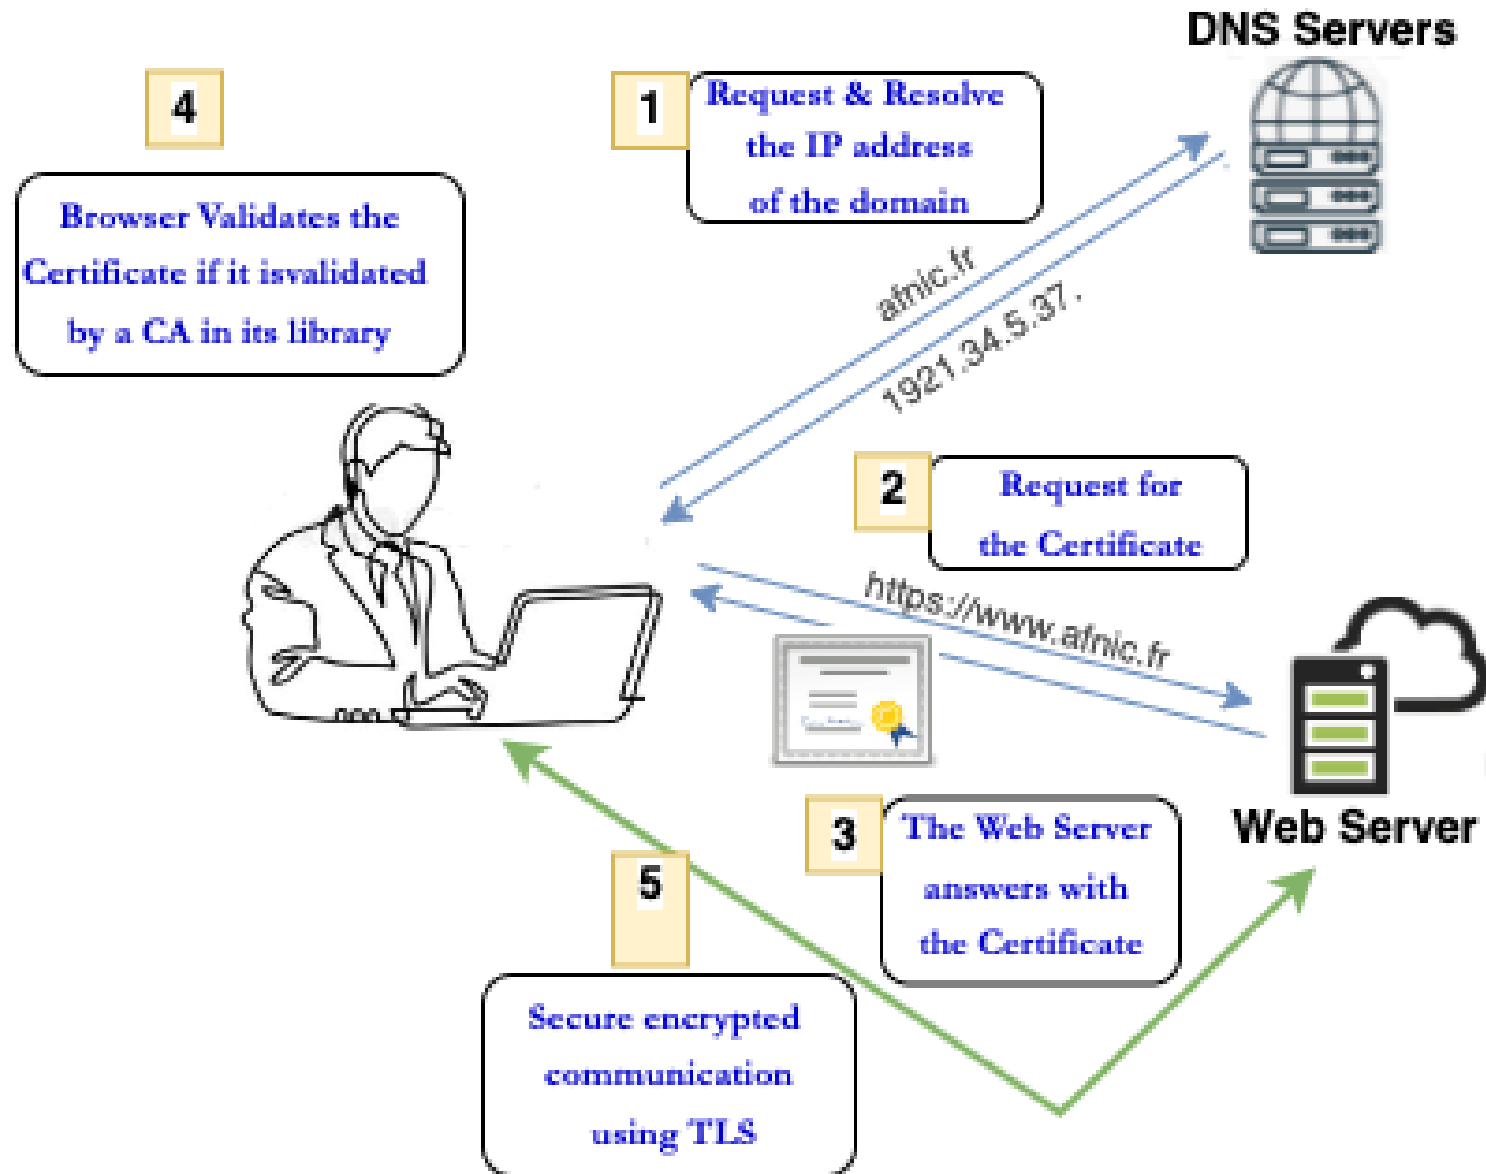 DNS Servers
1
Request & Resolve
the IP address
of the domain
4
Browser Validates the
Certificate if it isvalidated
by a CA in its library
afnic.fr
1921.34.5.37.
2
Request for
the Certificate
https://www.afnic.fr
Web Server
3
The Web Server
answers with
the Certificate
5
Secure encrypted
communication
using TLS